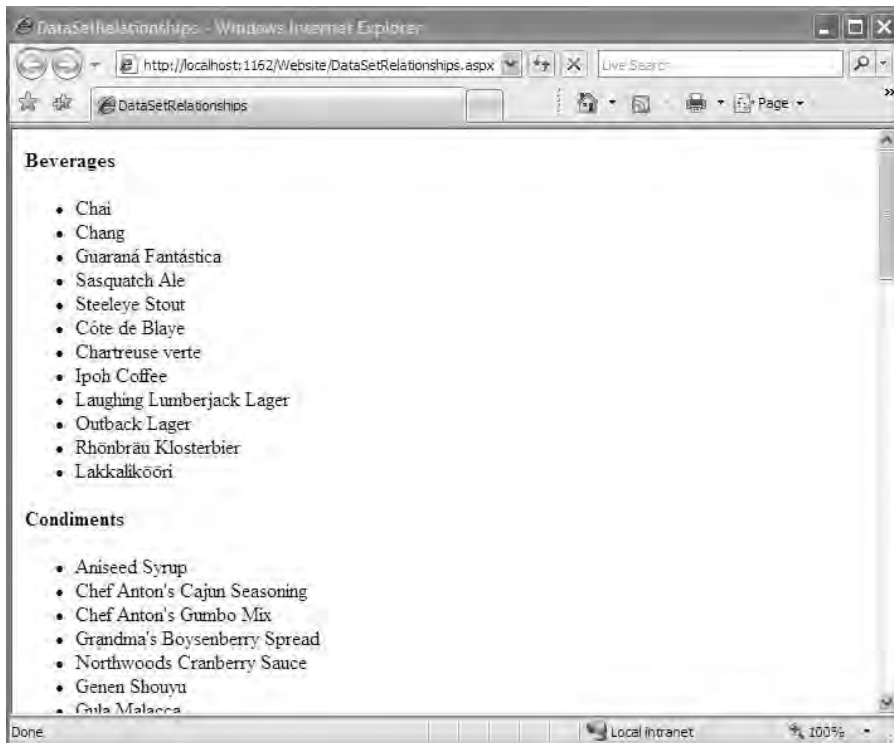 DataSetRelationships - Windows Internet Explorer
http://localhost:1162/Website/DataSetRelationships.aspx
Live Search
DataSetRelationships
Page
Beverages
Chai
Chang
Guaraná Fantástica
Sasquatch Ale
Steeleye Stout
Côte de Blaye
Chartreuse verte
Ipoh Coffee
Laughing Lumberjack Lager
Outback Lager
Rhönbräu Klosterbier
Lakkalikööri
Condiments
Aniseed Syrup
Chef Anton's Cajun Seasoning
Chef Anton's Gumbo Mix
Grandma's Boysenberry Spread
Northwoods Cranberry Sauce
Genen Shouyu
Gula Malacca
Done
Local intranet
100%